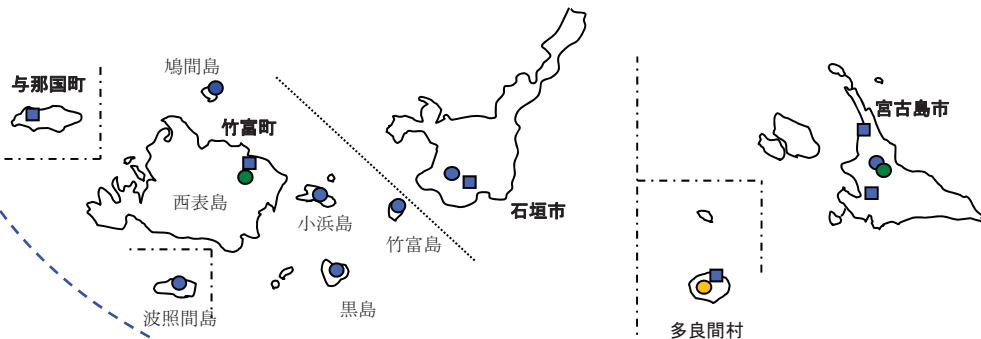 鳩間島
与那国町
竹富町
宮古島市
西表島
小浜島
石垣市
竹富島
波照間島
黒島
多良間村